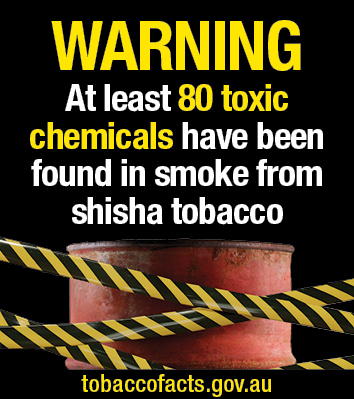 WARNING
At least 80 toxic
chemicals have been
found in smoke from
shisha tobacco
tobaccofacts.gov.au